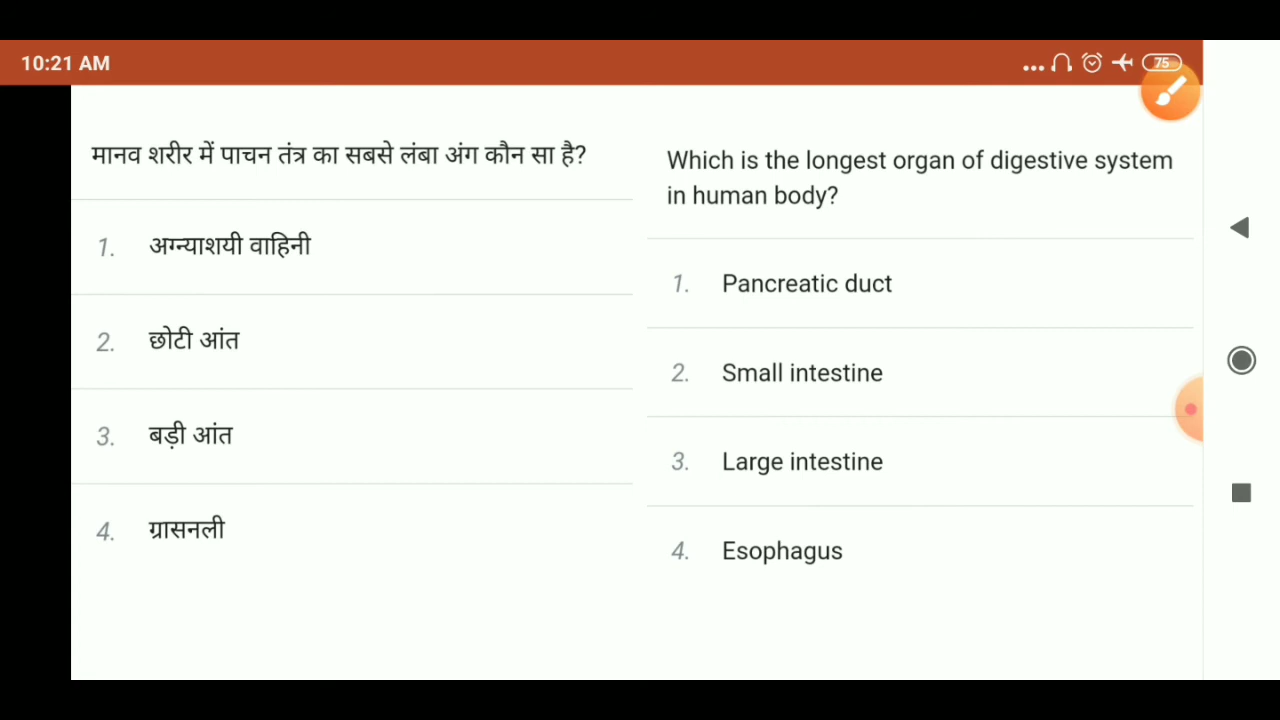 10:21 AM
75
मानव शरीर में पाचन तंत्र का सबसे लंबा अंग कौन सा है?
1. अग्न्याशयी वाहिनी
2. छोटी आंत
3. बड़ी आंत
4. ग्रासनली
Which is the longest organ of digestive system
in human body?
1. Pancreatic duct
2. Small intestine
3. Large intestine
4. Esophagus